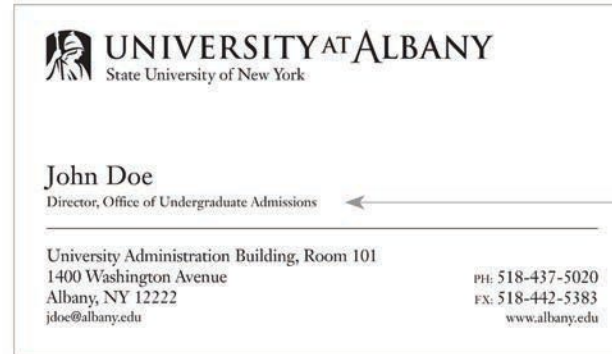 UNIVERSITY AT ALBANY
State University of New York
John Doe
Director, Office of Undergraduate Admissions
University Administration Building, Room 101
1400 Washington Avenue
Albany, NY 12222
jdoe@albany.edu
PH: 518-437-5020
FX: 518-442-5383
www.albany.edu